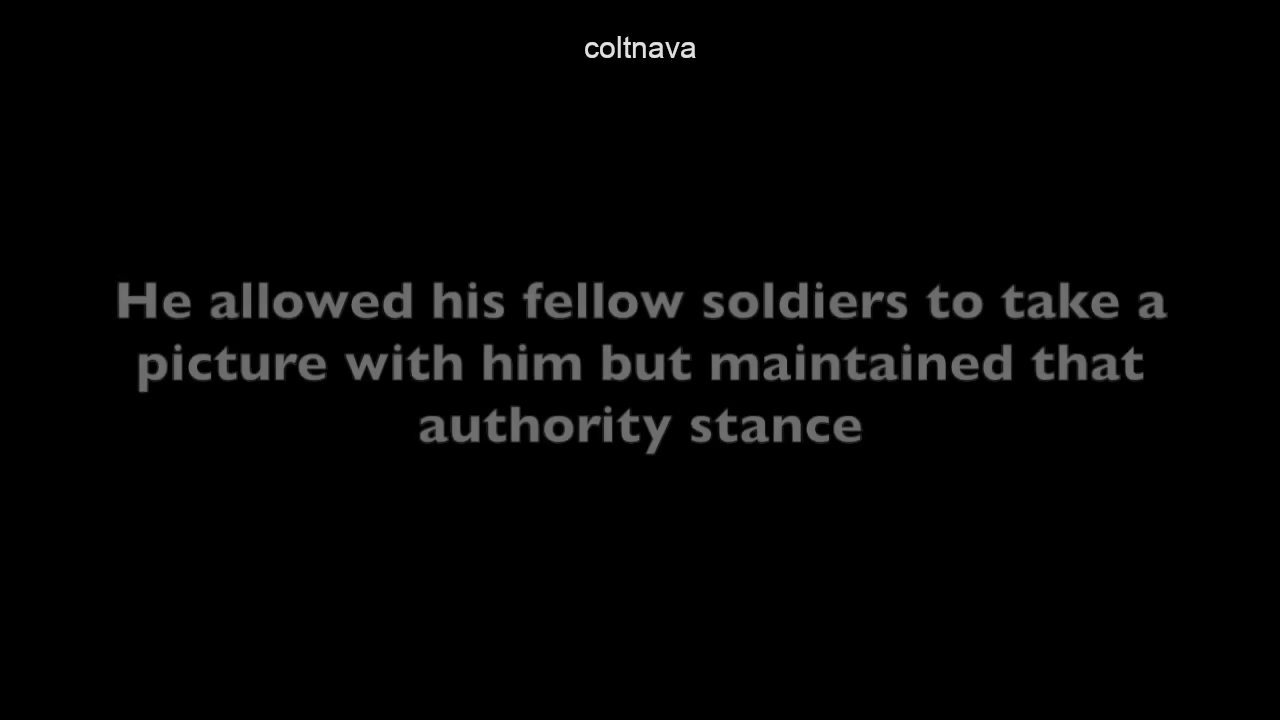 coltnava
He allowed his fellow soldiers to take a
picture with him but maintained that
authority stance